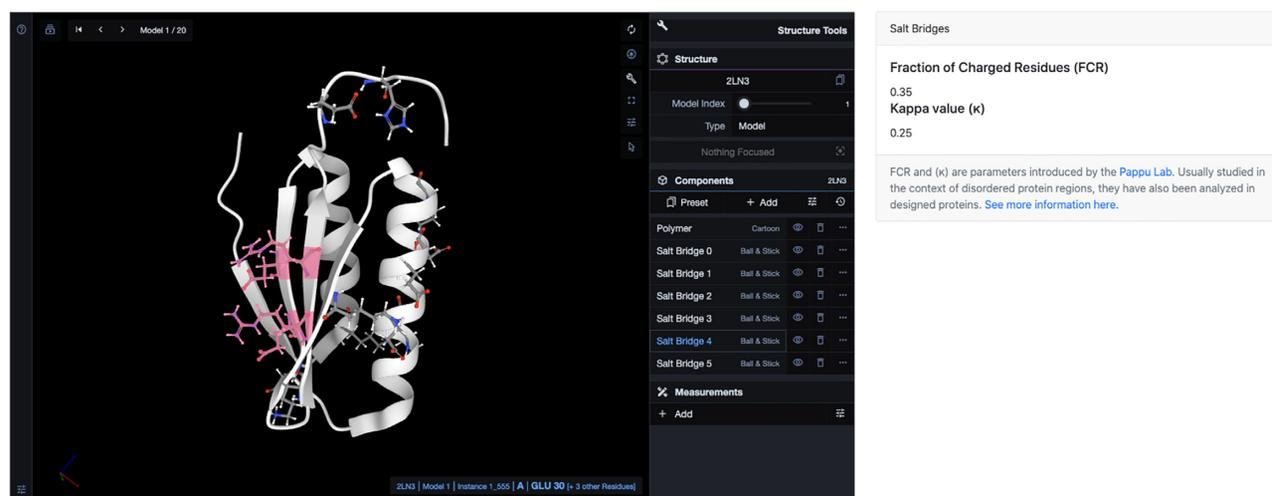 Model 1 / 20
Structure Tools
Structure
2LN3
Model Index 1
Type Model
Nothing Focused
Components 2LN3
Preset + Add
Polymer Cartoon
Salt Bridge 0 Ball & Stick
Salt Bridge 1 Ball & Stick
Salt Bridge 2 Ball & Stick
Salt Bridge 3 Ball & Stick
Salt Bridge 4 Ball & Stick
Salt Bridge 5 Ball & Stick
Measurements
+ Add
2LN3 | Model 1 | Instance 1_555 | A | GLU 30 [+ 3 other Residues]
Salt Bridges
Fraction of Charged Residues (FCR)
0.35
Kappa value (κ)
0.25
FCR and (κ) are parameters introduced by the Pappu Lab. Usually studied in
the context of disordered protein regions, they have also been analyzed in
designed proteins. See more information here.